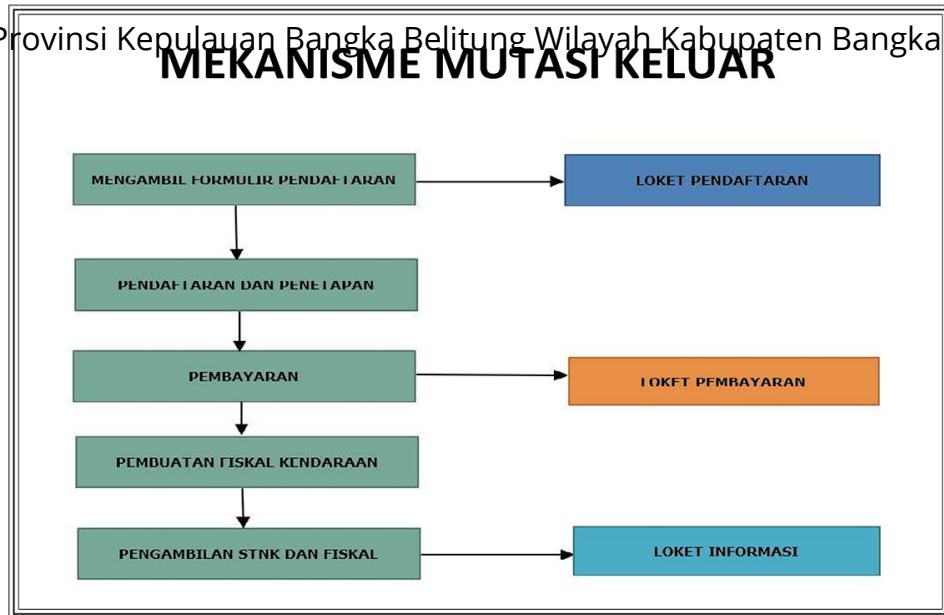 Provinsi Kepulauan Bangka Belitung Wilayah Kabupaten Bangka
MEKANISME MUTASI KELUAR
MENGAMBIL FORMULIR PENDAFTARAN
LOKET PENDAFTARAN
PENDAFTARAN DAN PENETAPAN
PEMBAYARAN
LOKET PEMBAYARAN
PEMBUATAN FISKAL KENDARAAN
PENGAMBILAN STNK DAN FISKAL
LOKET INFORMASI